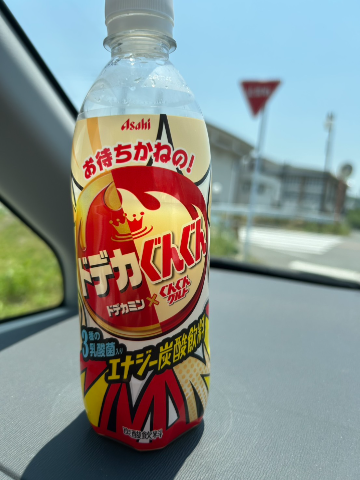 Asahi
お待ちかねの!
ドデカぐんぐん
ドデカミン×ぐんぐんグルト
3種の乳酸菌入り
エナジー炭酸飲料
炭酸飲料